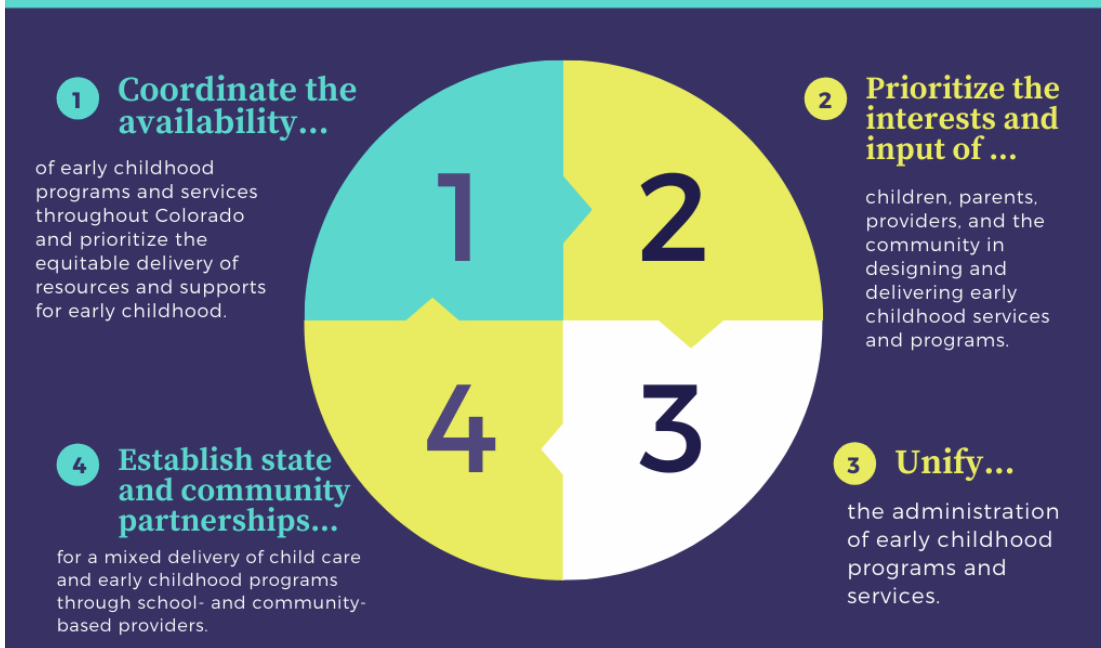 1
Coordinate the
availability...
of early childhood
programs and services
throughout Colorado
and prioritize the
equitable delivery of
resources and supports
for early childhood.
2
Prioritize the
interests and
input of ...
children, parents,
providers, and the
community in
designing and
delivering early
childhood services
and programs.
1
2
4
3
3
Unify...
the administration
of early childhood
programs and
services.
4
Establish state
and community
partnerships...
for a mixed delivery of child care
and early childhood programs
through school- and community-
based providers.